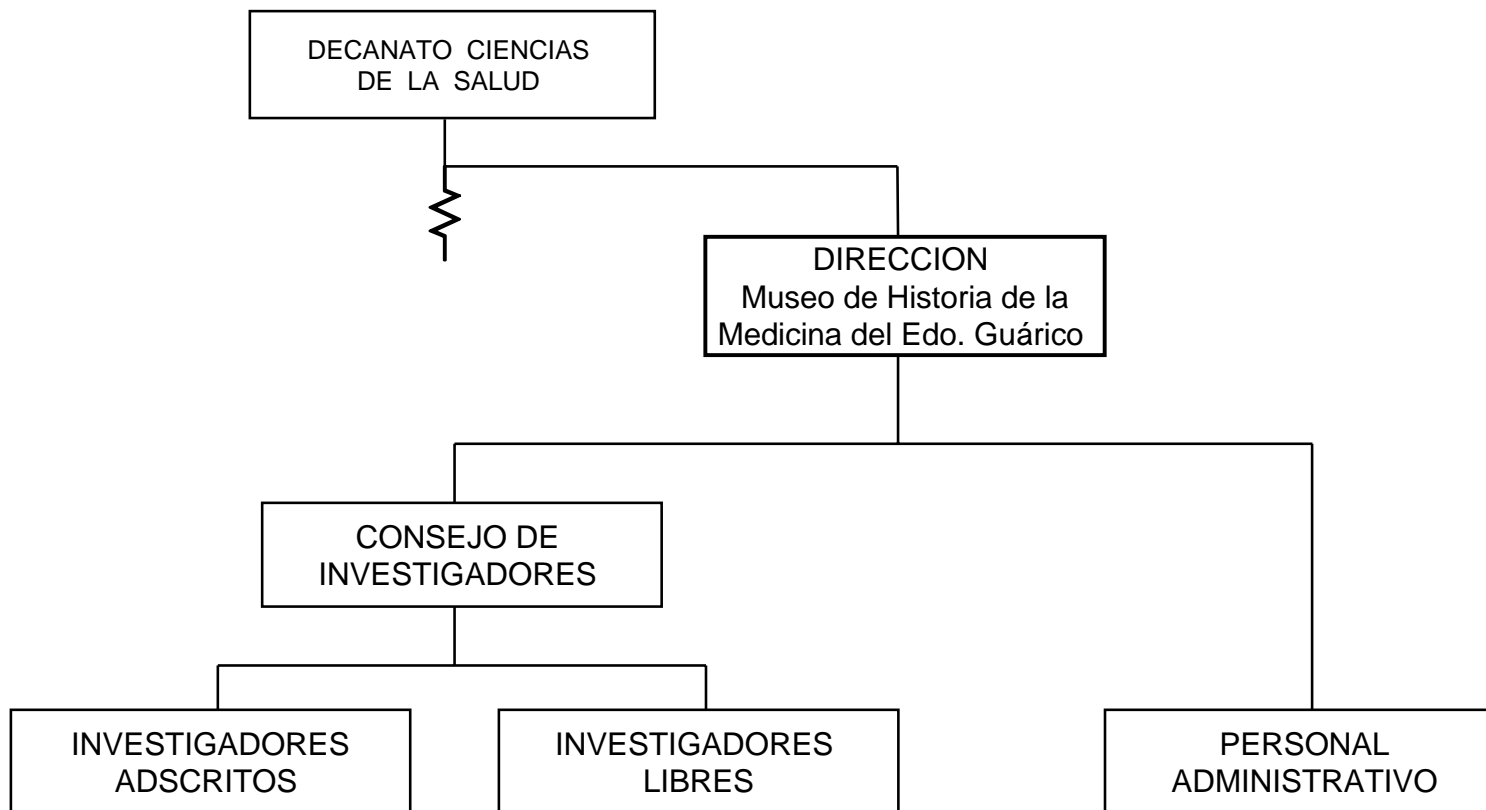 DECANATO CIENCIAS
DE LA SALUD
DIRECCION
Museo de Historia de la
Medicina del Edo. Guárico
CONSEJO DE
INVESTIGADORES
INVESTIGADORES
ADSCRITOS
INVESTIGADORES
LIBRES
PERSONAL
ADMINISTRATIVO